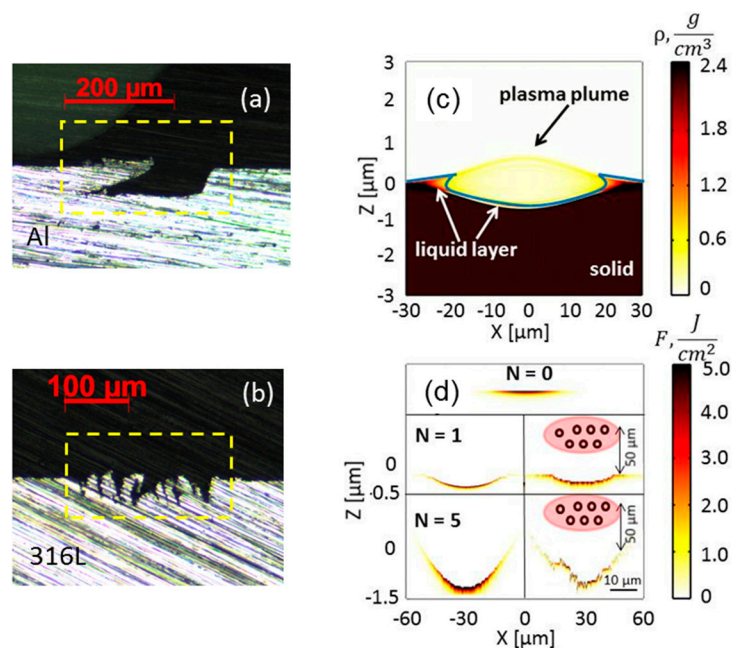 200 μm
(a)
Al
100 μm
(b)
316L
(c)
plasma plume
liquid layer
solid
Z [μm]
3
2
1
0
-1
-2
-3
-30 -20 -10 0 10 20 30
X [μm]
ρ, g/cm³
2.4
1.8
1.2
0.6
0
(d)
N = 0
N = 1
50 μm
N = 5
50 μm
10 μm
Z [μm]
0
-0.5
0
-1.5
-60 -30 0 30 60
X [μm]
F, J/cm²
5.0
4.0
3.0
2.0
1.0
0